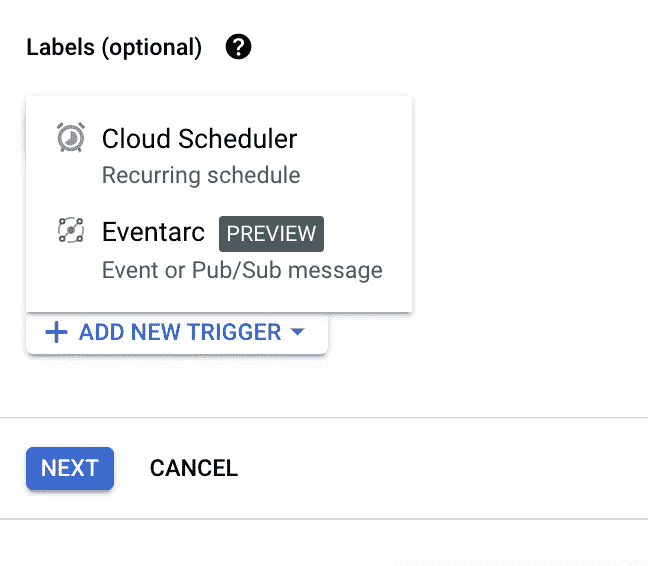 Labels (optional) ?
Cloud Scheduler
Recurring schedule
Eventarc PREVIEW
Event or Pub/Sub message
+ ADD NEW TRIGGER
NEXT CANCEL